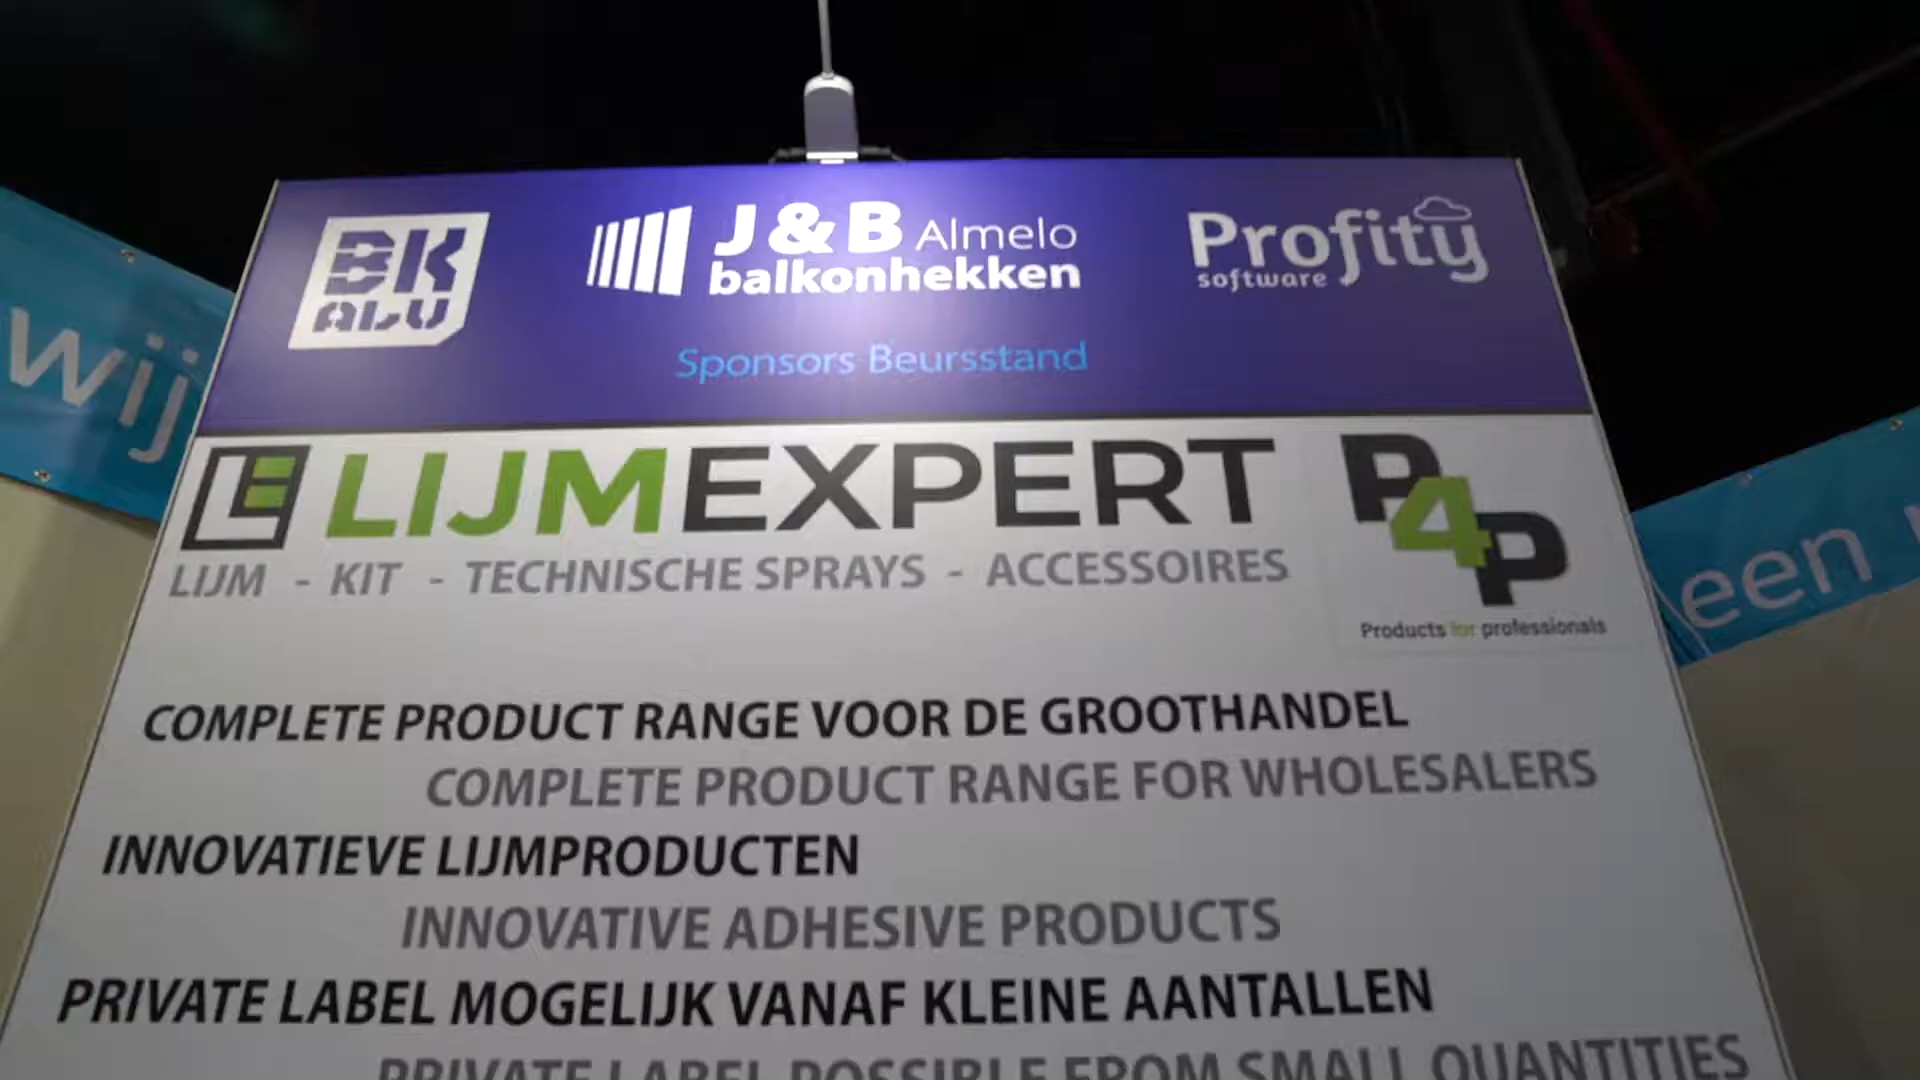 BK
ALU
J & B Almelo
balkonhekken
Profity
software
Sponsors Beursstand
wij
een
LE LIJMEXPERT
LIJM - KIT - TECHNISCHE SPRAYS - ACCESSOIRES
P4P
Products for professionals
COMPLETE PRODUCT RANGE VOOR DE GROOTHANDEL
COMPLETE PRODUCT RANGE FOR WHOLESALERS
INNOVATIEVE LIJMPRODUCTEN
INNOVATIVE ADHESIVE PRODUCTS
PRIVATE LABEL MOGELIJK VANAF KLEINE AANTALLEN
PRIVATE LABEL POSSIBLE FROM SMALL QUANTITIES